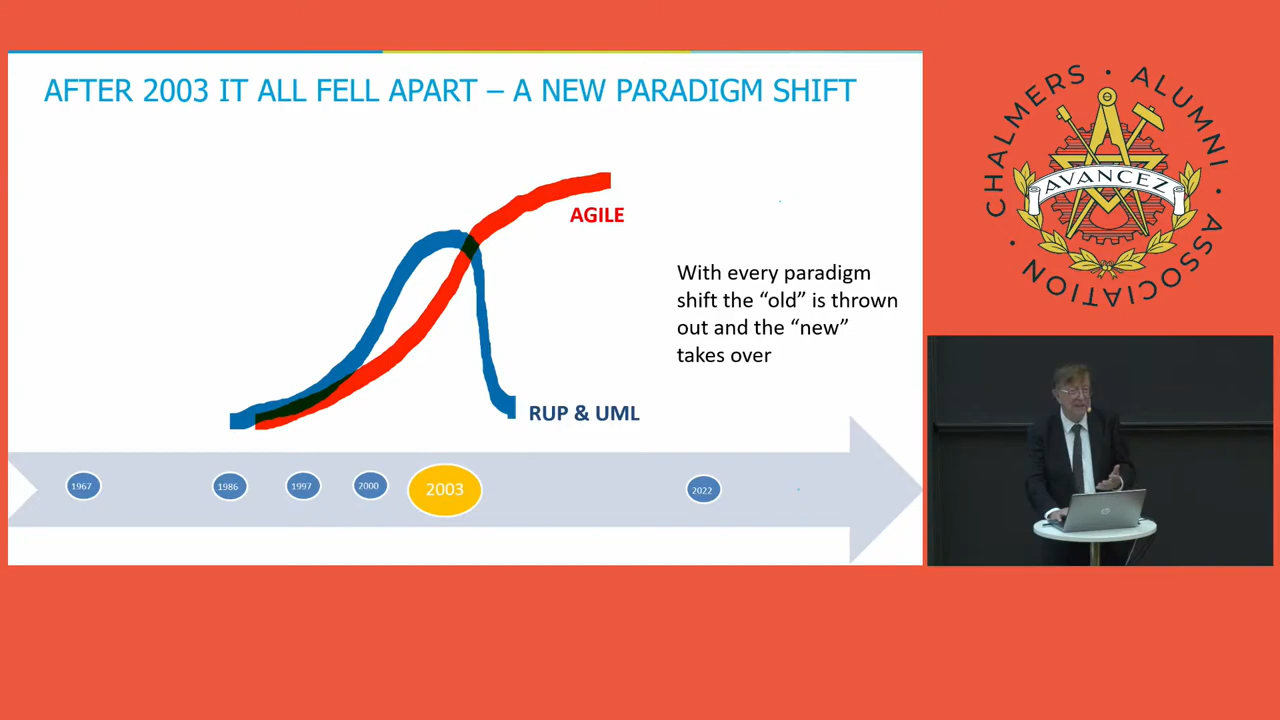 AFTER 2003 IT ALL FELL APART – A NEW PARADIGM SHIFT
AGILE
With every paradigm
shift the “old” is thrown
out and the “new”
takes over
RUP & UML
1967
1986
1997
2000
2003
2022
CHALMERS · ALUMNI · ASSOCIATION ·
AVANCEZ